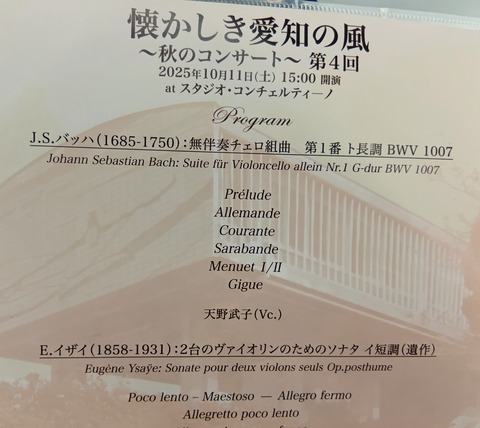 懐かしき愛知の風
～秋のコンサート～ 第4回
2025年10月11日(土) 15:00 開演
at スタジオ・コンチェルティーノ
Program
J.S.バッハ(1685-1750):無伴奏チェロ組曲 第1番 ト長調 BWV 1007
Johann Sebastian Bach: Suite für Violoncello allein Nr.1 G-dur BWV 1007
Prélude
Allemande
Courante
Sarabande
Menuet I/II
Gigue
天野武子(Vc.)
E.イザイ(1858-1931):2台のヴァイオリンのためのソナタ イ短調(遺作)
Eugène Ysaÿe: Sonate pour deux violons seuls Op.posthume
Poco lento – Maestoso — Allegro fermo
Allegretto poco lento